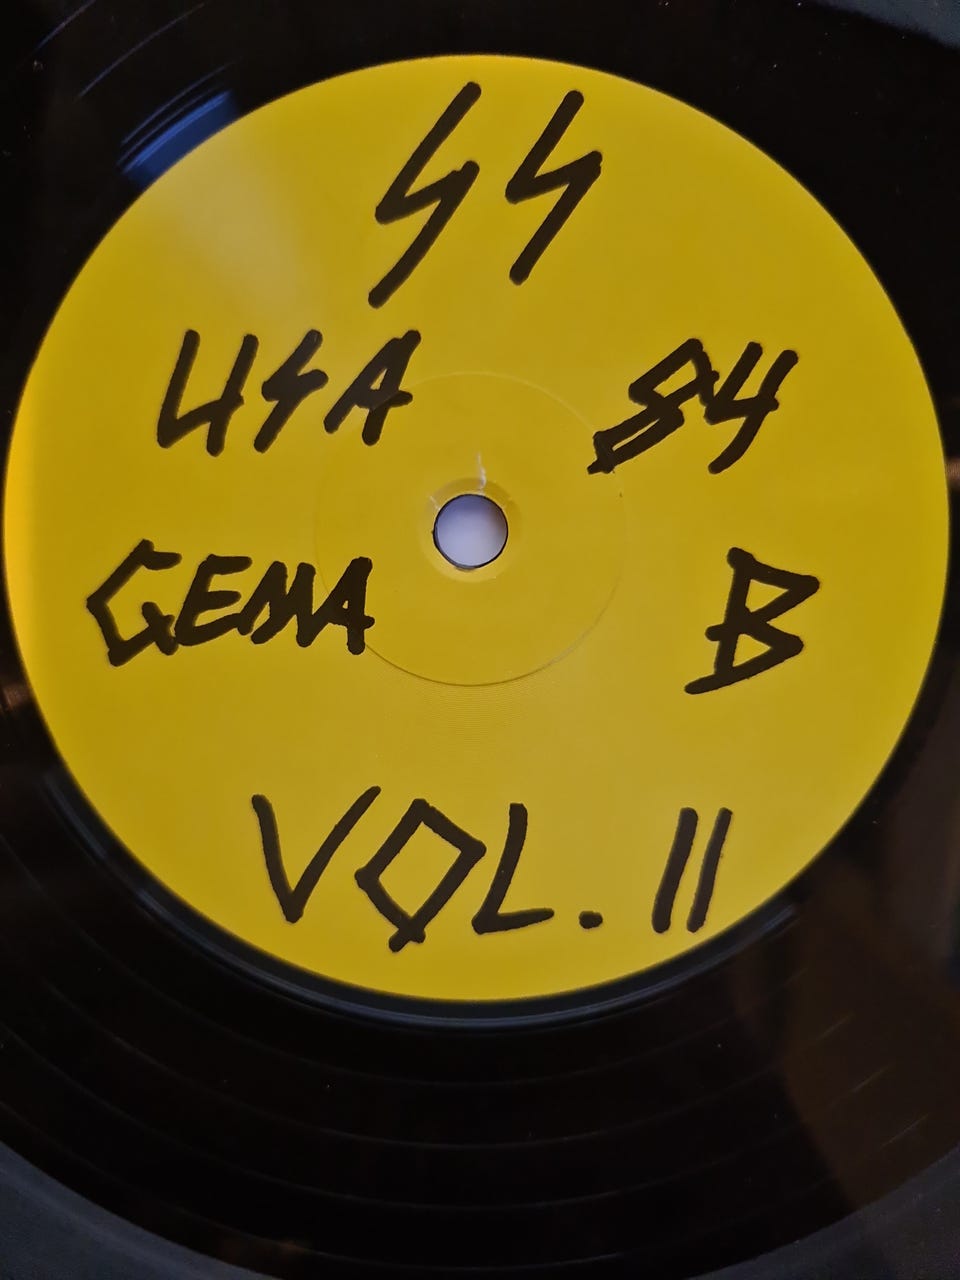 SS
USA 84
GEMA B
VOL. II